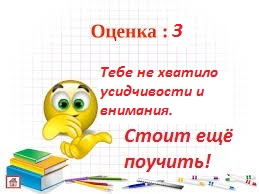 Оценка : 3
Тебе не хватило
усидчивости и
внимания.
Стоит ещё
поучить!